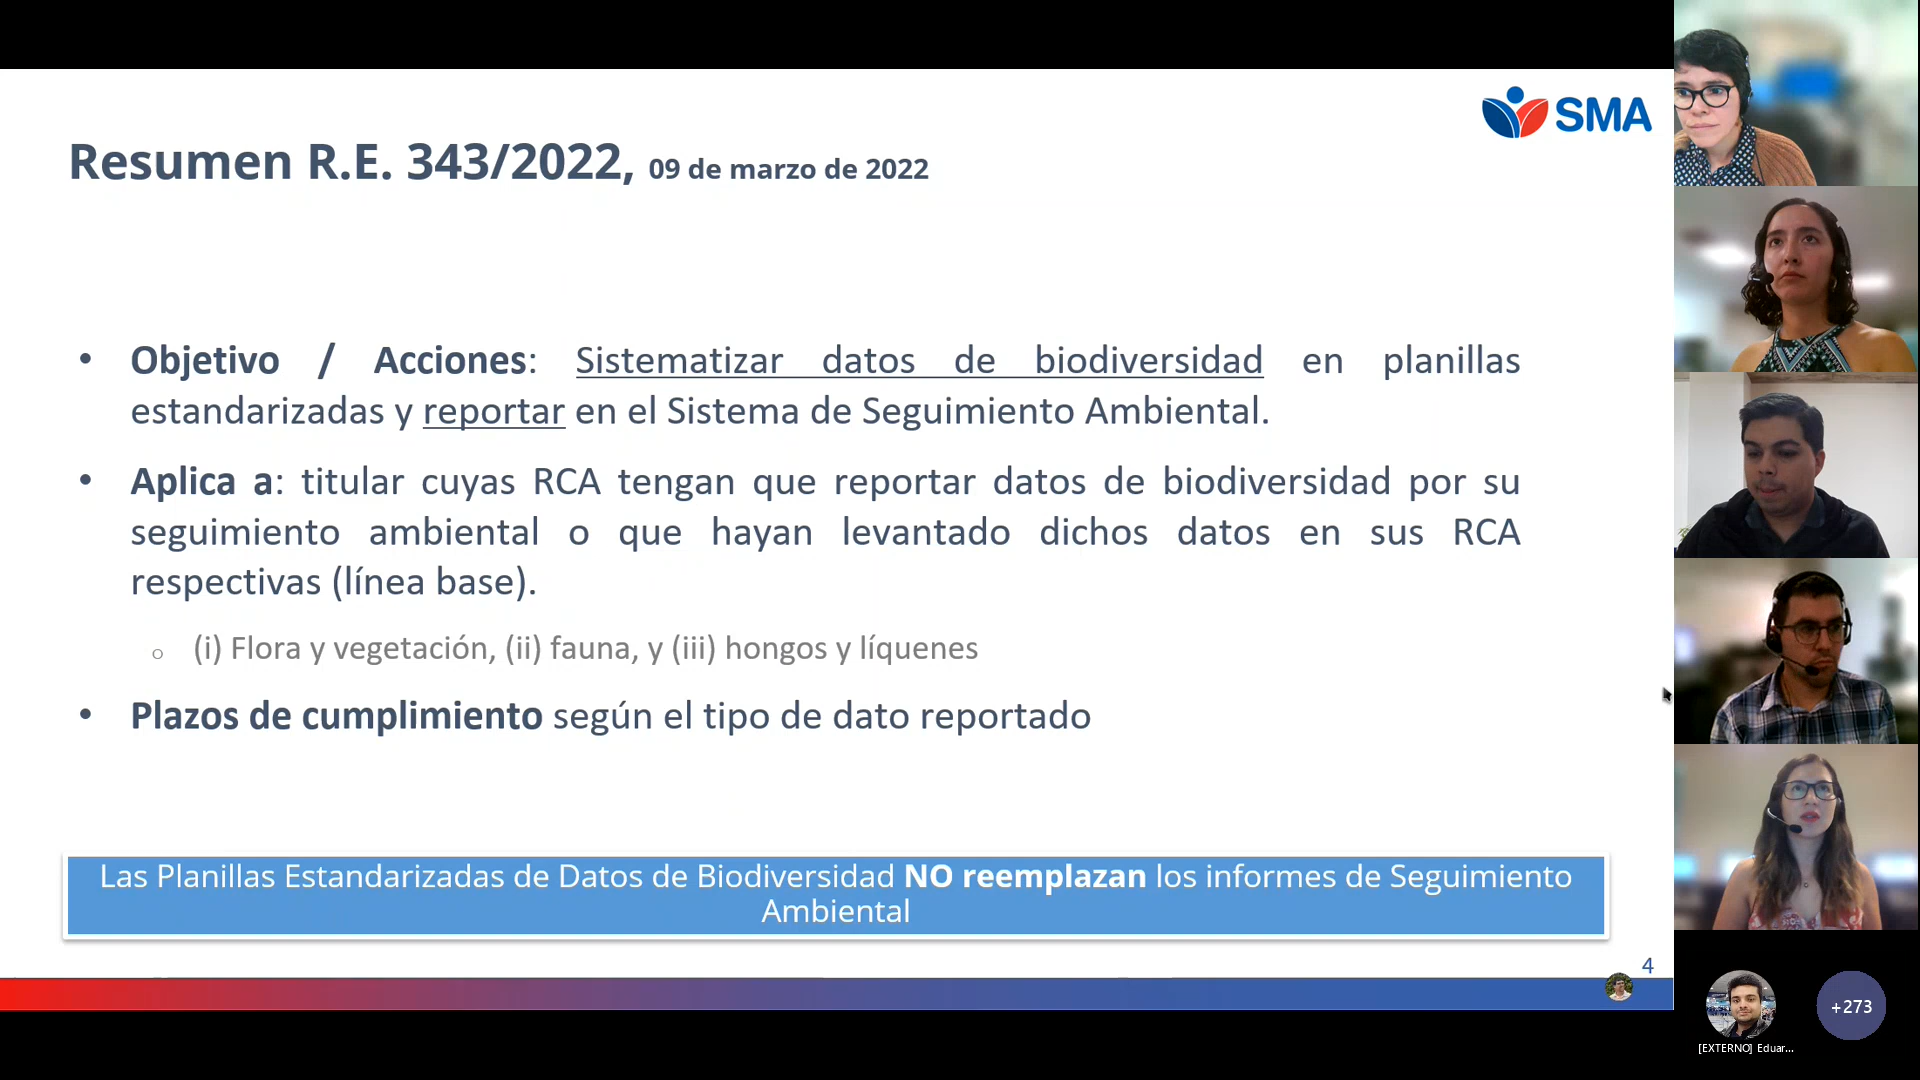 SMA
Resumen R.E. 343/2022, 09 de marzo de 2022
• Objetivo / Acciones: Sistematizar datos de biodiversidad en planillas
estandarizadas y reportar en el Sistema de Seguimiento Ambiental.
• Aplica a: titular cuyas RCA tengan que reportar datos de biodiversidad por su
seguimiento ambiental o que hayan levantado dichos datos en sus RCA
respectivas (línea base).
o (i) Flora y vegetación, (ii) fauna, y (iii) hongos y líquenes
• Plazos de cumplimiento según el tipo de dato reportado
Las Planillas Estandarizadas de Datos de Biodiversidad NO reemplazan los informes de Seguimiento
Ambiental
4
+273
[EXTERNO] Eduar...